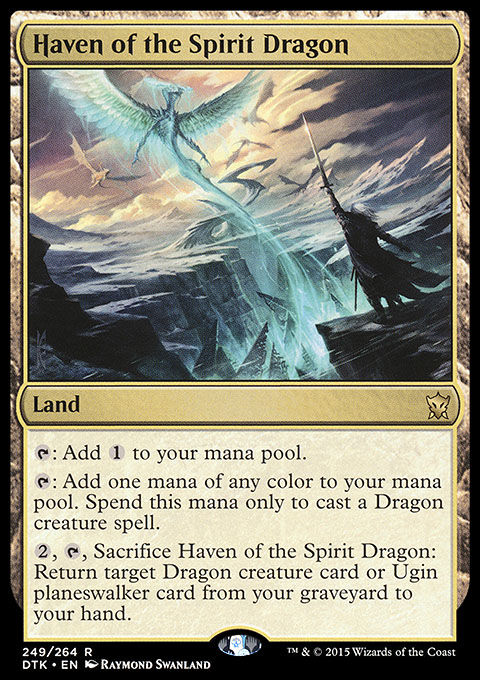 Haven of the Spirit Dragon
Land
: Add 1 to your mana pool.
: Add one mana of any color to your mana
pool. Spend this mana only to cast a Dragon
creature spell.
2, , Sacrifice Haven of the Spirit Dragon:
Return target Dragon creature card or Ugin
planeswalker card from your graveyard to
your hand.
249/264 R
DTK • EN Raymond Swanland
™ & © 2015 Wizards of the Coast